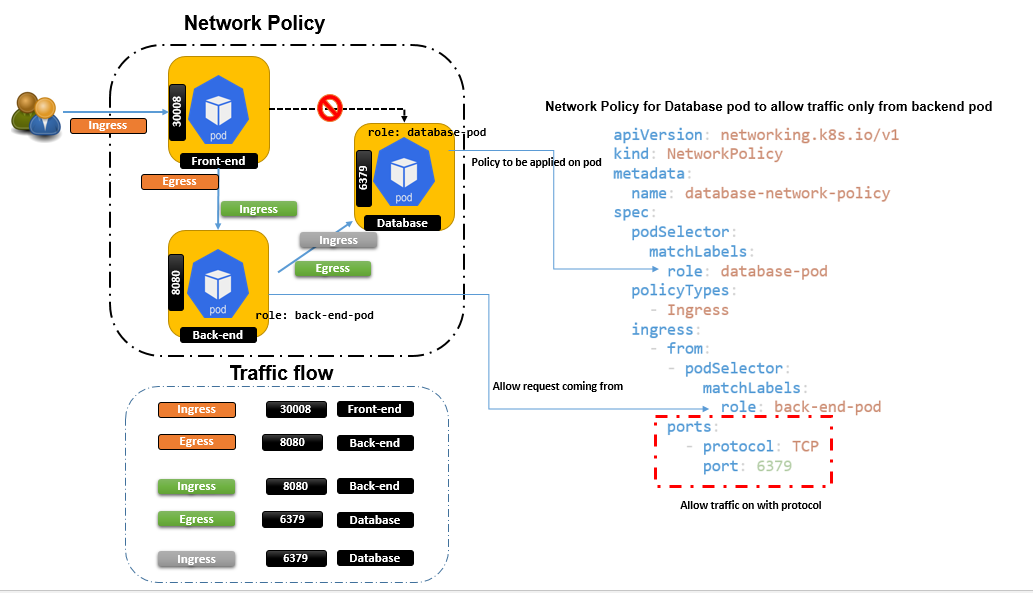 Network Policy
Ingress
30008
pod
Front-end
Egress
Ingress
role: database-pod
6379
pod
Database
Ingress
Egress
8080
pod
Back-end
role: back-end-pod
Traffic flow
Ingress 30008 Front-end
Egress 8080 Back-end
Ingress 8080 Back-end
Egress 6379 Database
Ingress 6379 Database
Network Policy for Database pod to allow traffic only from backend pod
Policy to be applied on pod
Allow request coming from
apiVersion: networking.k8s.io/v1
kind: NetworkPolicy
metadata:
name: database-network-policy
spec:
podSelector:
matchLabels:
role: database-pod
policyTypes:
- Ingress
ingress:
- from:
- podSelector:
matchLabels:
role: back-end-pod
ports:
- protocol: TCP
port: 6379
Allow traffic on with protocol